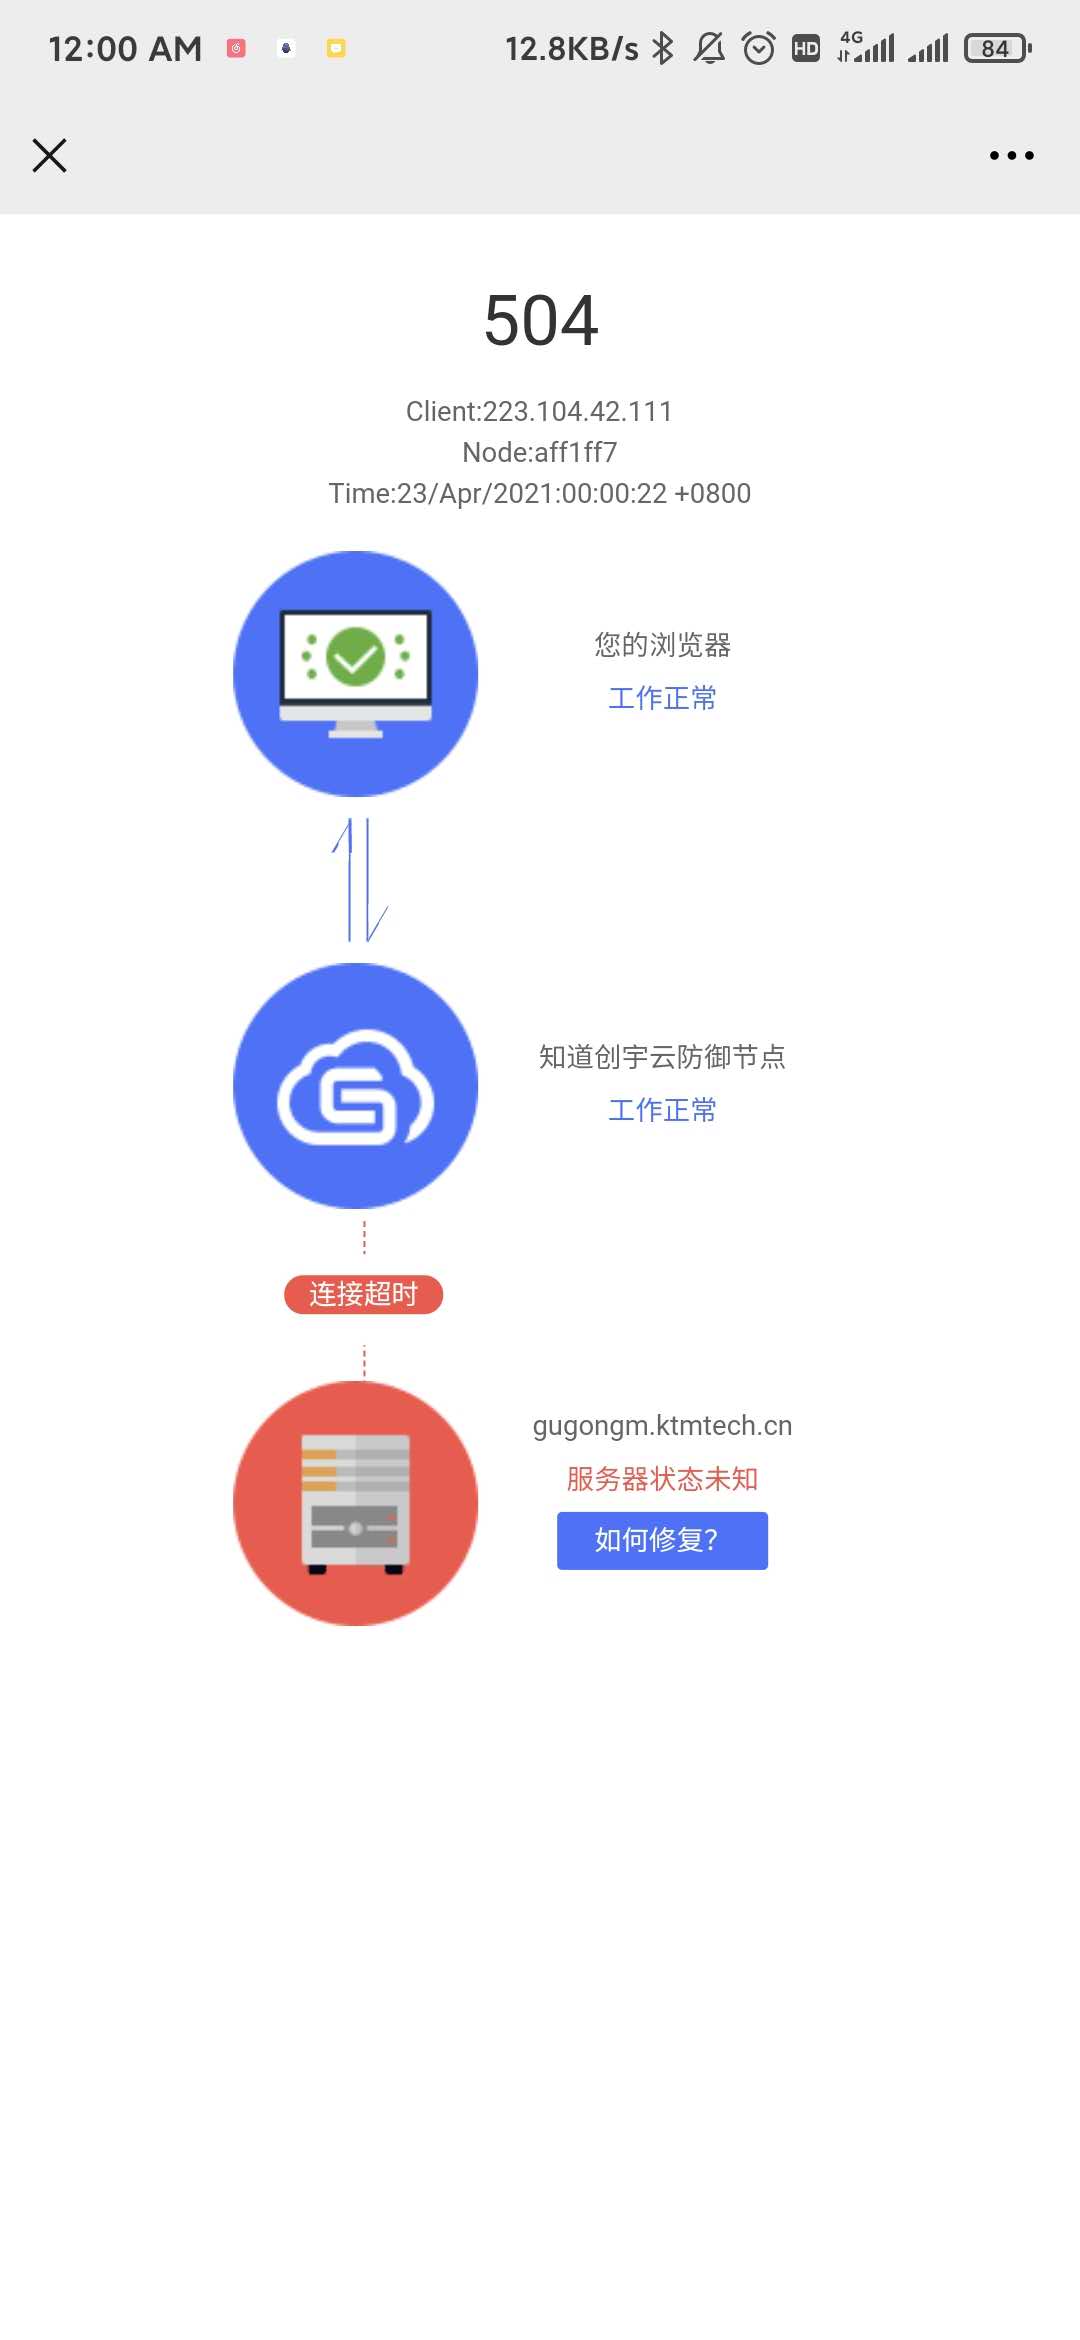 12:00 AM 12.8KB/s HD 4G 84
504
Client:223.104.42.111
Node:aff1ff7
Time:23/Apr/2021:00:00:22 +0800
您的浏览器
工作正常
知道创宇云防御节点
工作正常
连接超时
gugongm.ktmtech.cn
服务器状态未知
如何修复?